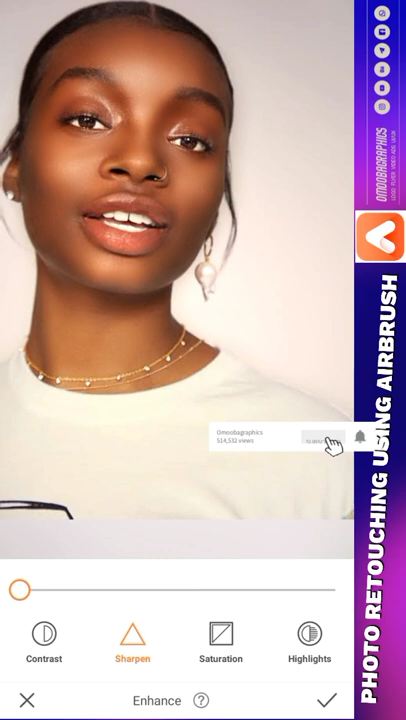 OMOOBAGRAPHICS
PHOTO RETOUCHING USING AIRBRUSH
Omoobagraphics
514,532 views
Contrast
Sharpen
Saturation
Highlights
Enhance
?